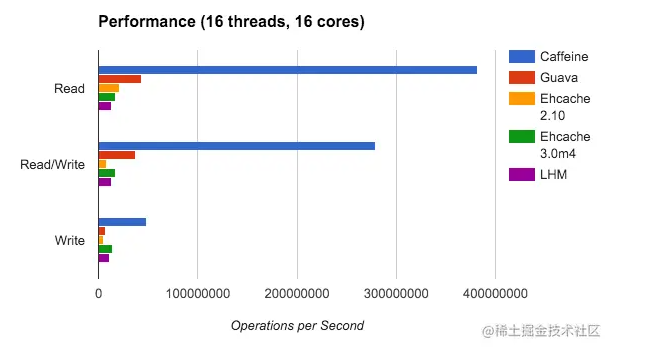 Performance (16 threads, 16 cores)
Read
Read/Write
Write
0
100000000
200000000
300000000
400000000
Operations per Second
Caffeine
Guava
Ehcache
2.10
Ehcache
3.0m4
LHM
@稀土掘金技术社区